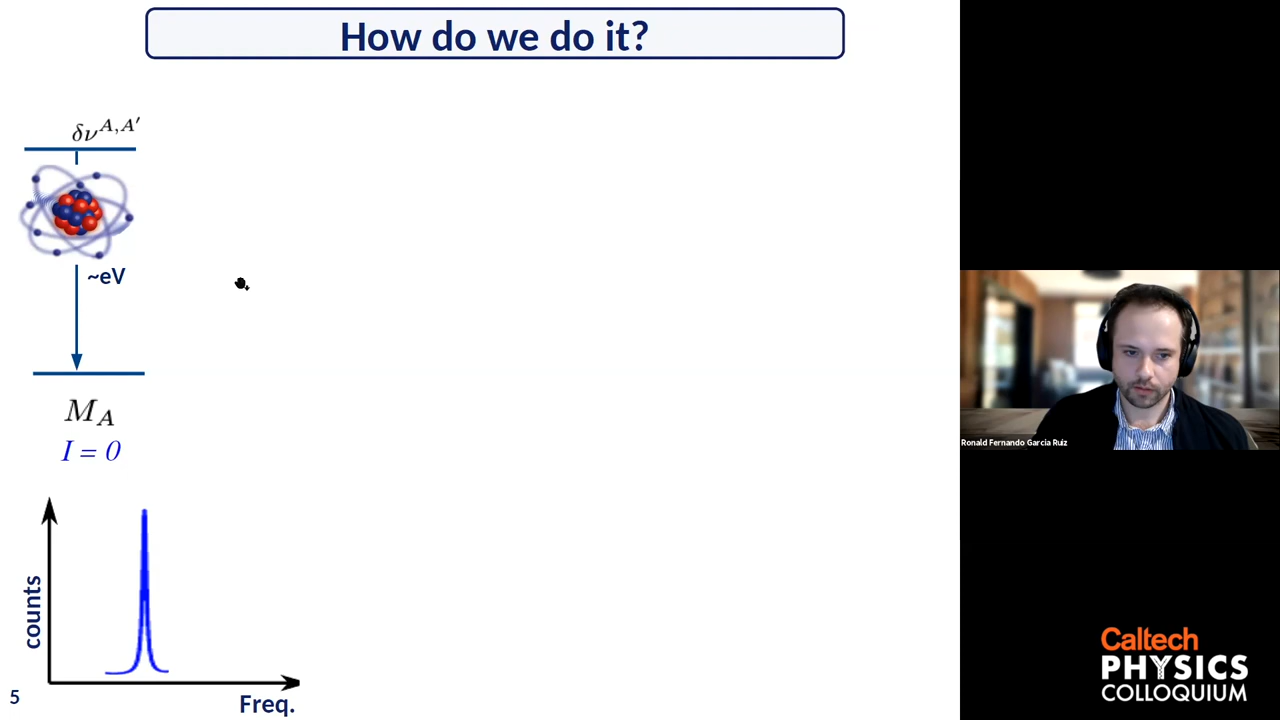 How do we do it?
δν^{A,A'}
~eV
M_A
I = 0
counts
Freq.
5
Ronald Fernando Garcia Ruiz
Caltech
PHYSICS
COLLOQUIUM